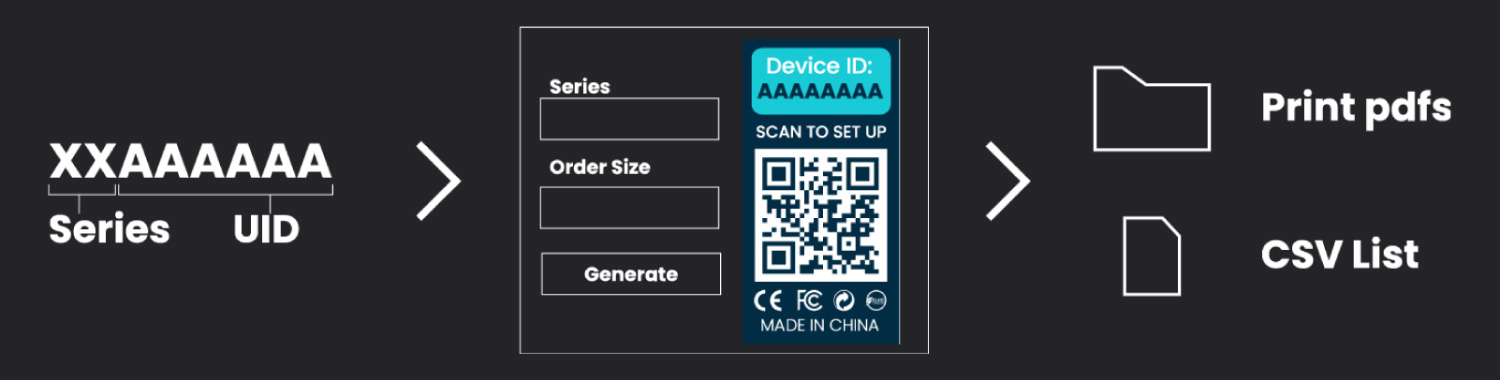 XXAAAAAA
Series
UID
Series
Order Size
Generate
Device ID:
AAAAAAAA
SCAN TO SET UP
CE FC
MADE IN CHINA
Print pdfs
CSV List